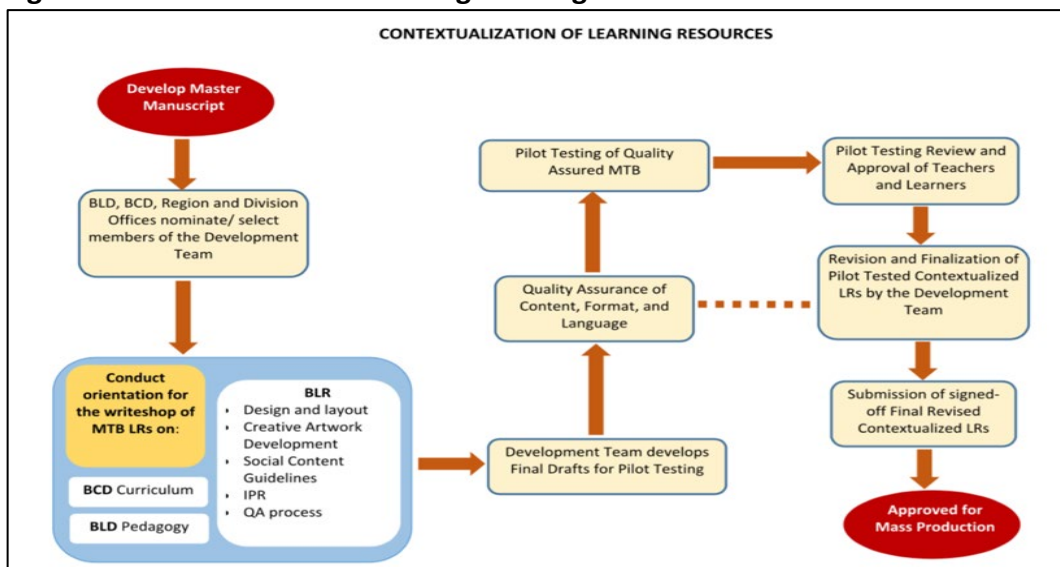 CONTEXTUALIZATION OF LEARNING RESOURCES
Develop Master
Manuscript
BLD, BCD, Region and Division
Offices nominate/ select
members of the Development
Team
Conduct
orientation for
the writeshop of
MTB LRs on:
BCD Curriculum
BLD Pedagogy
BLR
Design and layout
Creative Artwork
Development
Social Content
Guidelines
IPR
QA process
Development Team develops
Final Drafts for Pilot Testing
Quality Assurance of
Content, Format, and
Language
Pilot Testing of Quality
Assured MTB
Pilot Testing Review and
Approval of Teachers
and Learners
Revision and Finalization of
Pilot Tested Contextualized
LRs by the Development
Team
Submission of signed-
off Final Revised
Contextualized LRs
Approved for
Mass Production